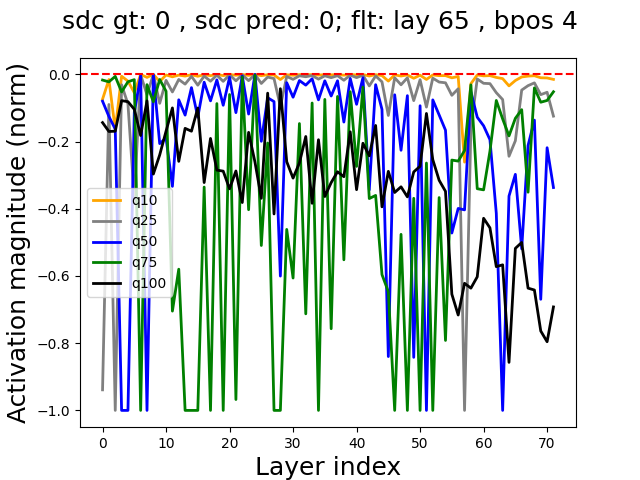 sdc gt: 0 , sdc pred: 0; flt: lay 65 , bpos 4
Activation magnitude (norm)
0.0
−0.2
−0.4
−0.6
−0.8
−1.0
q10
q25
q50
q75
q100
0 10 20 30 40 50 60 70
Layer index